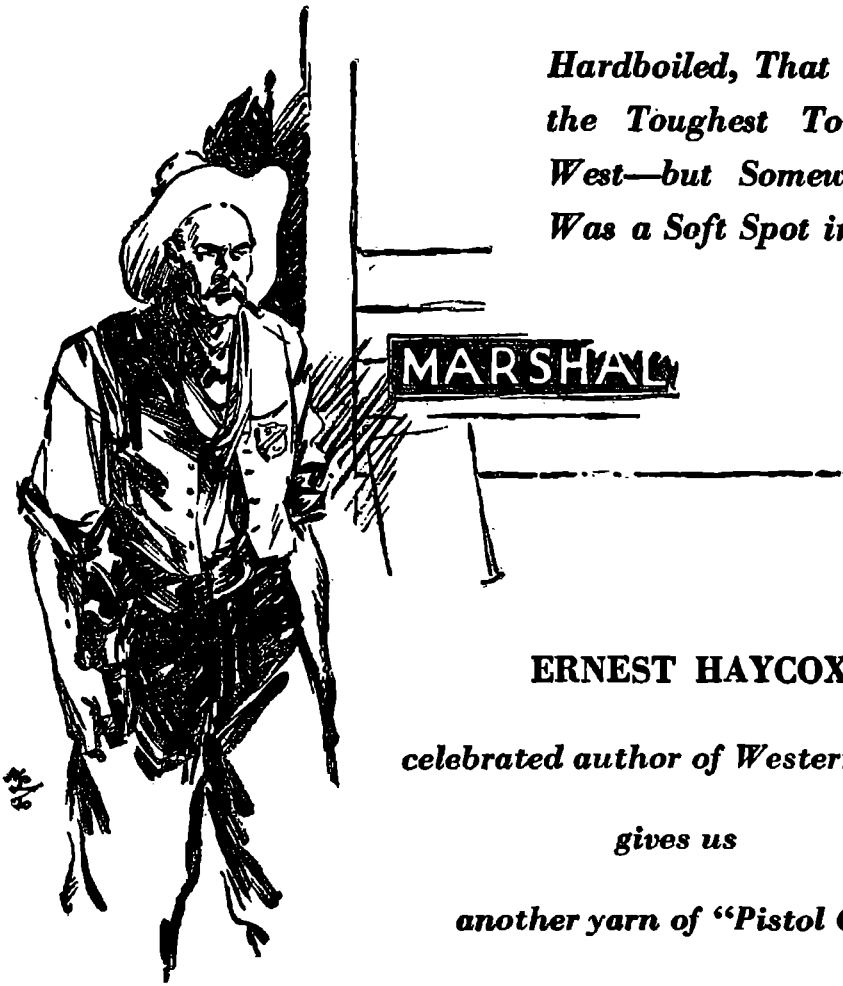 Hardboiled, That
the Toughest To
West—but Somew
Was a Soft Spot i
MARSHAL
ERNEST HAYCOX
celebrated author of Wester
gives us
another yarn of "Pistol